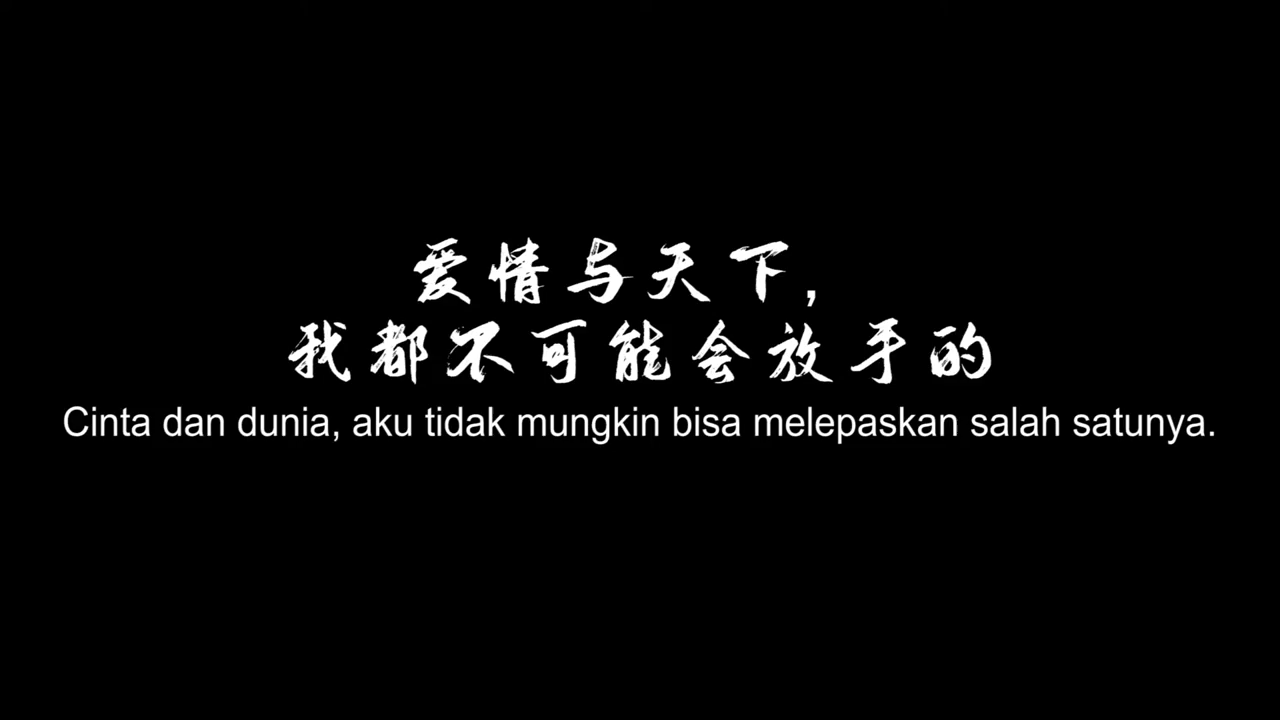 爱情与天下,
我都不可能会放手的
Cinta dan dunia, aku tidak mungkin bisa melepaskan salah satunya.